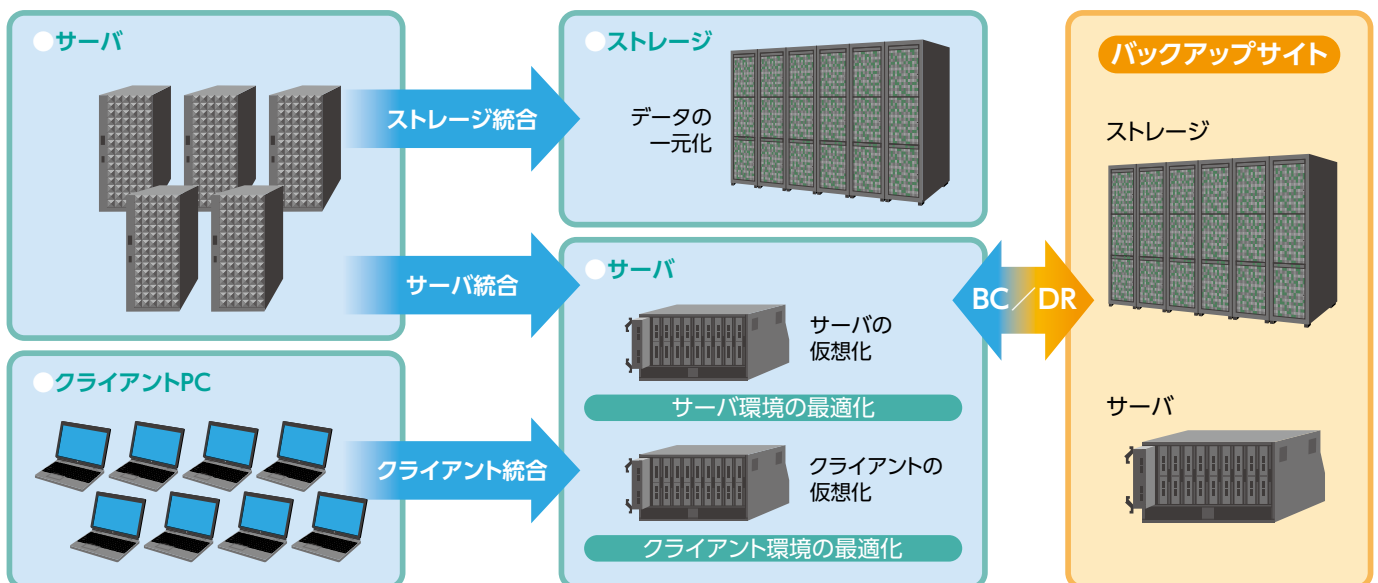 サーバ
ストレージ統合
サーバ統合
クライアントPC
クライアント統合
ストレージ
データの
一元化
サーバ
サーバの
仮想化
サーバ環境の最適化
クライアントの
仮想化
クライアント環境の最適化
BC／DR
バックアップサイト
ストレージ
サーバ